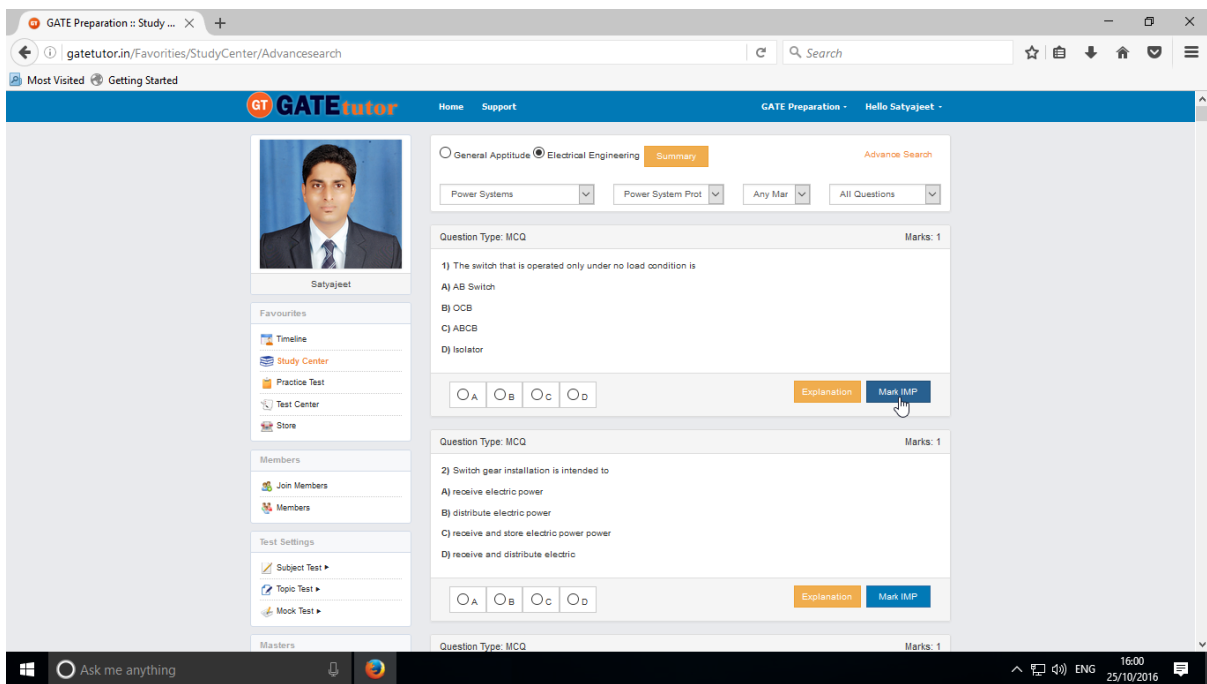 GATE Preparation :: Study ...
gatetutor.in/Favorities/StudyCenter/Advancesearch
Search
Most Visited Getting Started
GT GATEtutor Home Support GATE Preparation Hello Satyajeet
General Apptitude Electrical Engineering Summary Advance Search
Power Systems Power System Prot Any Mar All Questions
Satyajeet
Favourites
Timeline
Study Center
Practice Test
Test Center
Store
Members
Join Members
Members
Test Settings
Subject Test
Topic Test
Mock Test
Masters
Question Type: MCQ Marks: 1
1) The switch that is operated only under no load condition is
A) AB Switch
B) OCB
C) ABCB
D) Isolator
A B C D Explanation Mark IMP
Question Type: MCQ Marks: 1
2) Switch gear installation is intended to
A) receive electric power
B) distribute electric power
C) receive and store electric power power
D) receive and distribute electric
A B C D Explanation Mark IMP
Question Type: MCQ Marks: 1
Ask me anything
ENG
16:00
25/10/2016